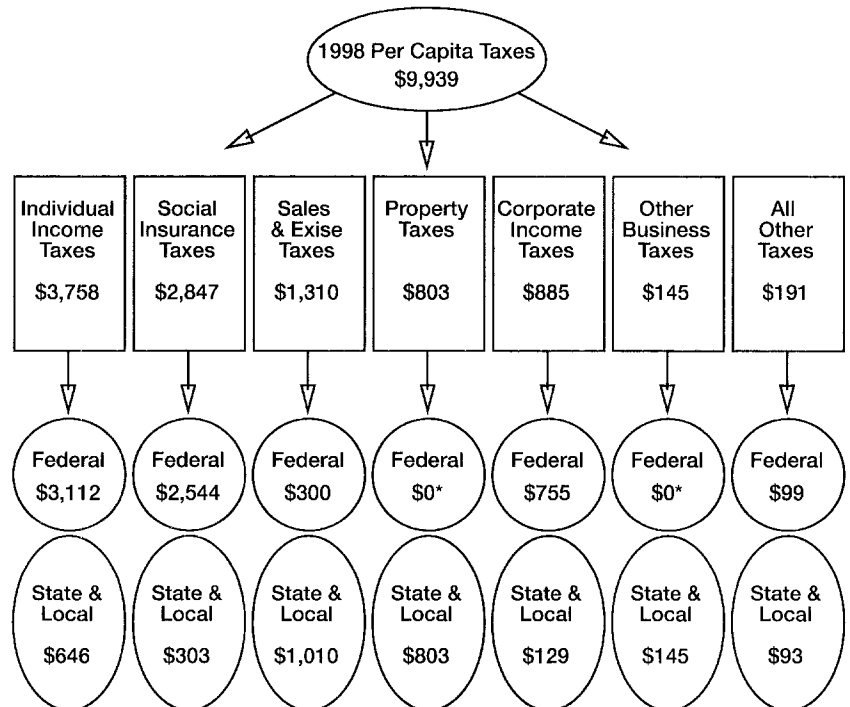 1998 Per Capita Taxes
$9,939
Individual
Income
Taxes
$3,758
Social
Insurance
Taxes
$2,847
Sales
& Exise
Taxes
$1,310
Property
Taxes
$803
Corporate
Income
Taxes
$885
Other
Business
Taxes
$145
All
Other
Taxes
$191
Federal
$3,112
Federal
$2,544
Federal
$300
Federal
$0*
Federal
$755
Federal
$0*
Federal
$99
State &
Local
$646
State &
Local
$303
State &
Local
$1,010
State &
Local
$803
State &
Local
$129
State &
Local
$145
State &
Local
$93